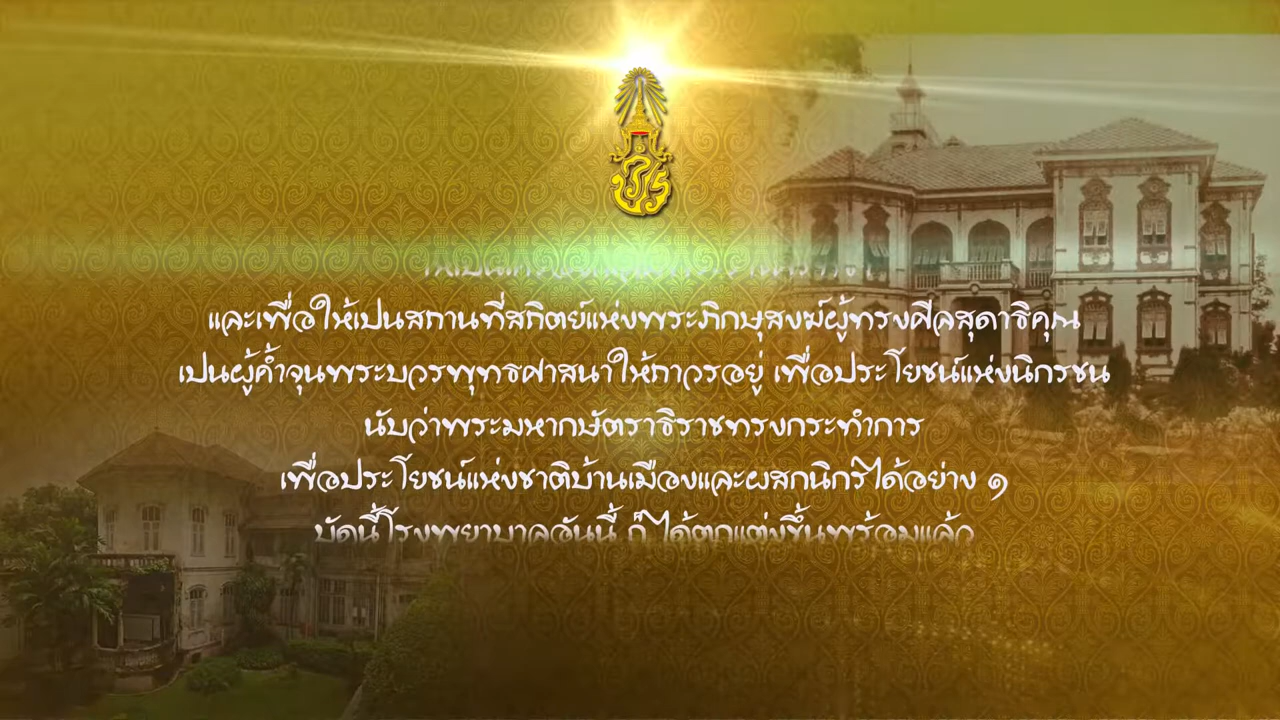 และเพื่อให้เปนสถานที่สถิตย์แห่งพระภิกษุสงฆ์ผู้ทรงศีลสุดาธิคุณ
เปนผู้ค้ำจุนพระบวรพุทธศาสนาให้ถาวรอยู่ เพื่อประโยชน์แห่งนิกรชน
นับว่าพระมหากษัตราธิราชทรงกระทำการ
เพื่อประโยชน์แห่งชาติบ้านเมืองและผสกนิกรได้อย่าง ๑
บัดนี้โรงพยาบาลอันนี้ ก็ได้ตกแต่งขึ้นพร้อมแล้ว